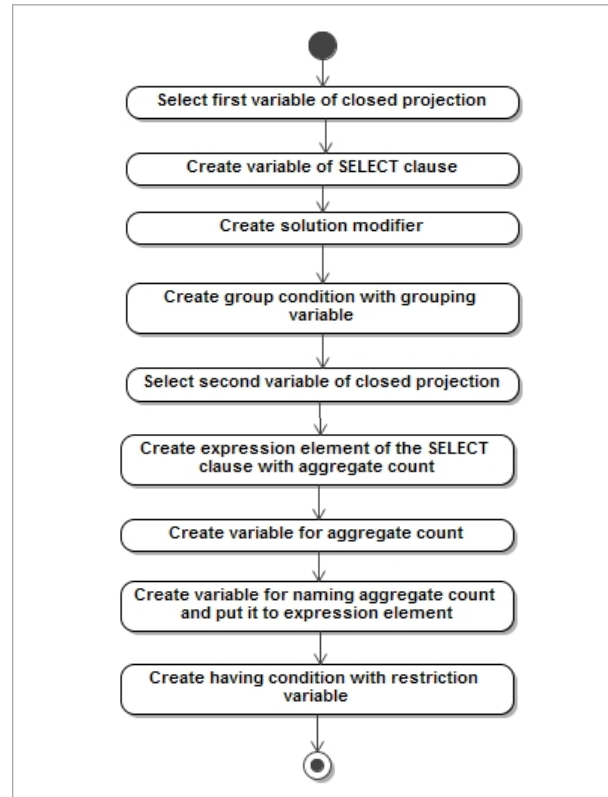 Select first variable of closed projection
Create variable of SELECT clause
Create solution modifier
Create group condition with grouping
variable
Select second variable of closed projection
Create expression element of the SELECT
clause with aggregate count
Create variable for aggregate count
Create variable for naming aggregate count
and put it to expression element
Create having condition with restriction
variable